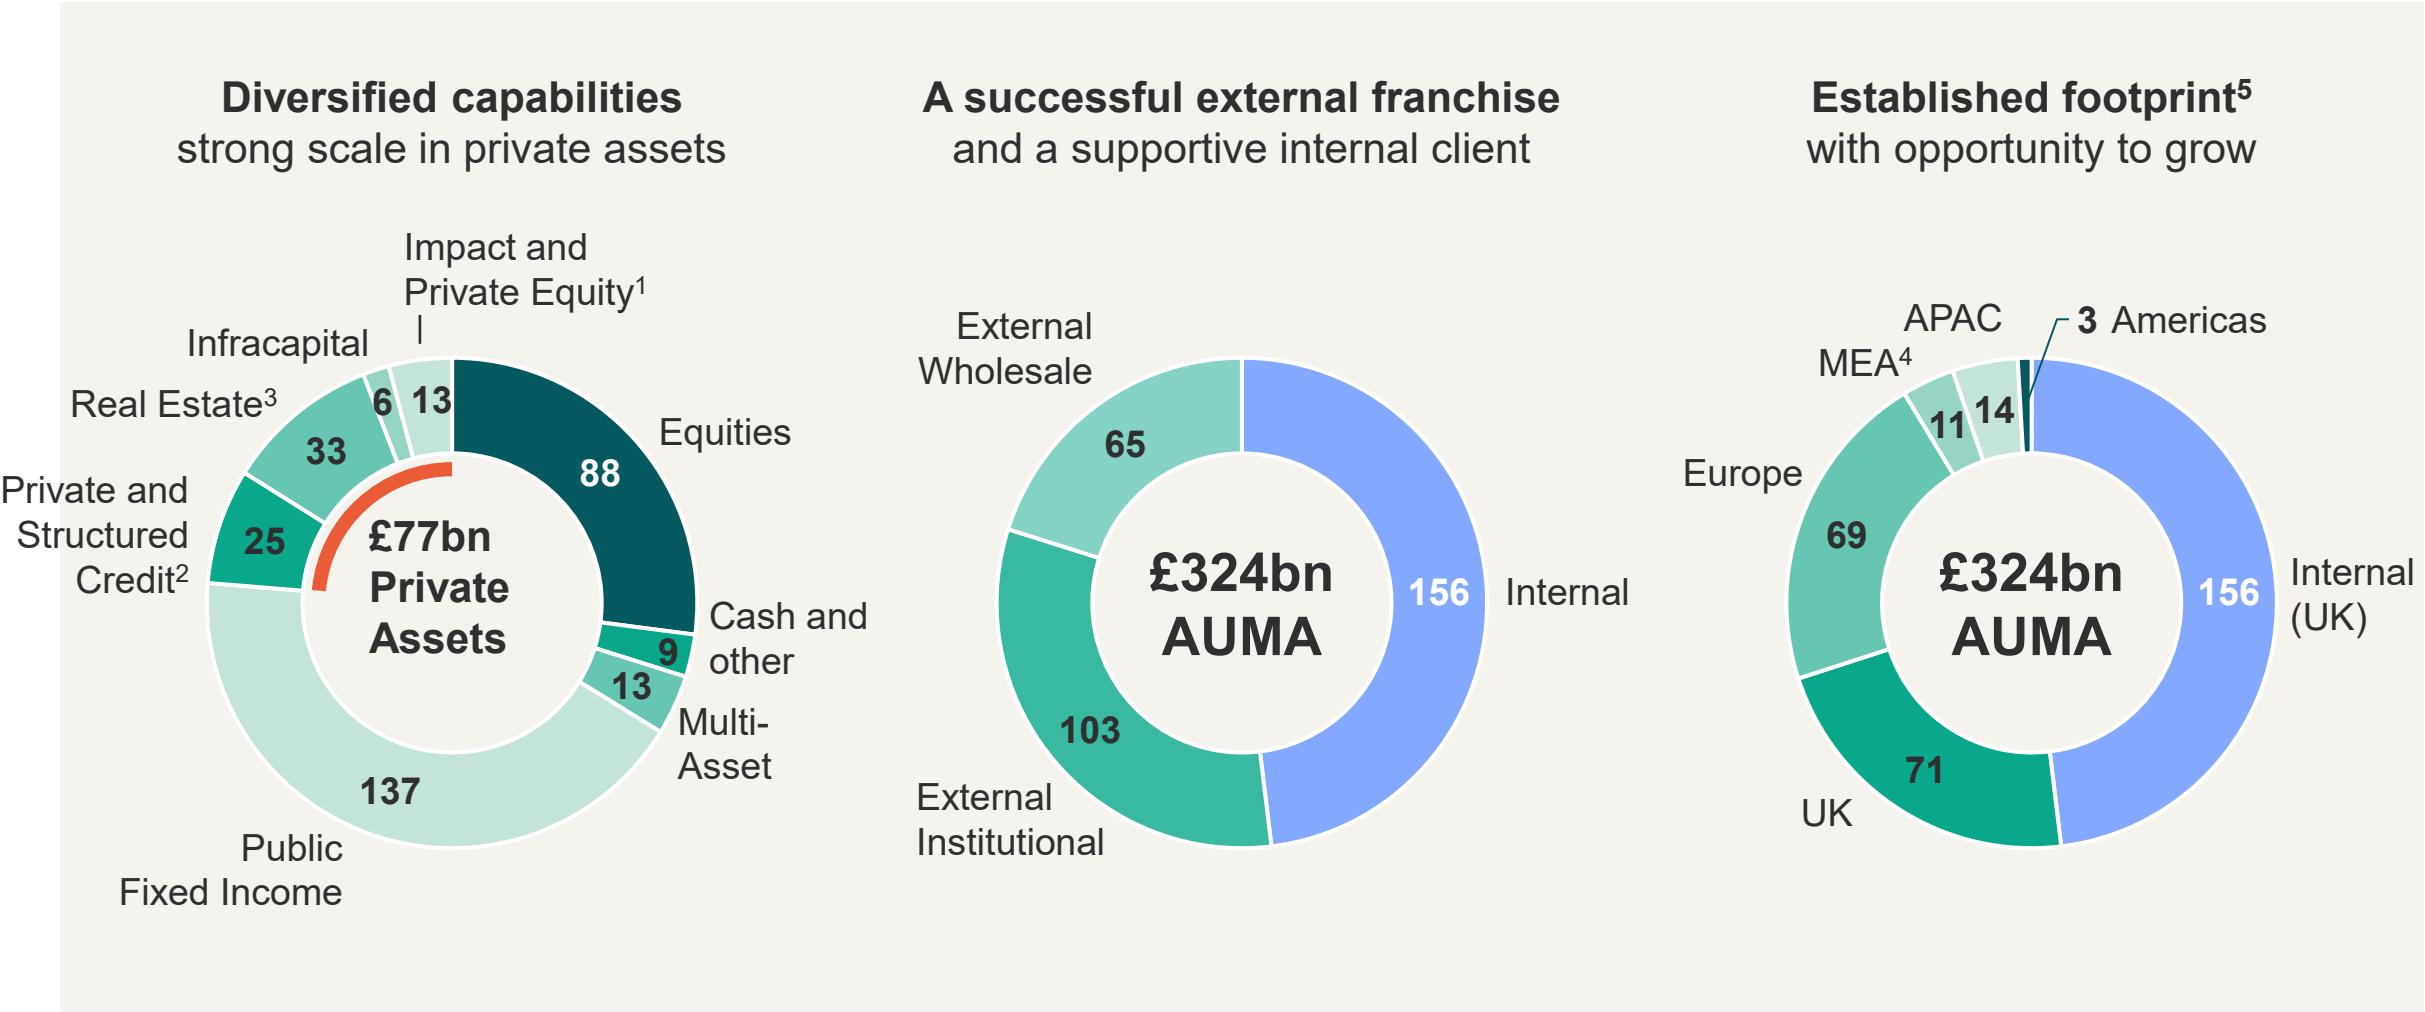 Diversified capabilities
strong scale in private assets
Impact and
Private Equity¹
Infracapital
Real Estate³
Private and
Structured
Credit²
Equities
Cash and
other
Multi-
Asset
Public
Fixed Income
13
6
33
25
88
9
13
137
£77bn
Private
Assets
A successful external franchise
and a supportive internal client
External
Wholesale
65
103
156
Internal
£324bn
AUMA
External
Institutional
Established footprint⁵
with opportunity to grow
APAC
3 Americas
MEA⁴
Europe
11
14
69
71
156
Internal
(UK)
£324bn
AUMA
UK